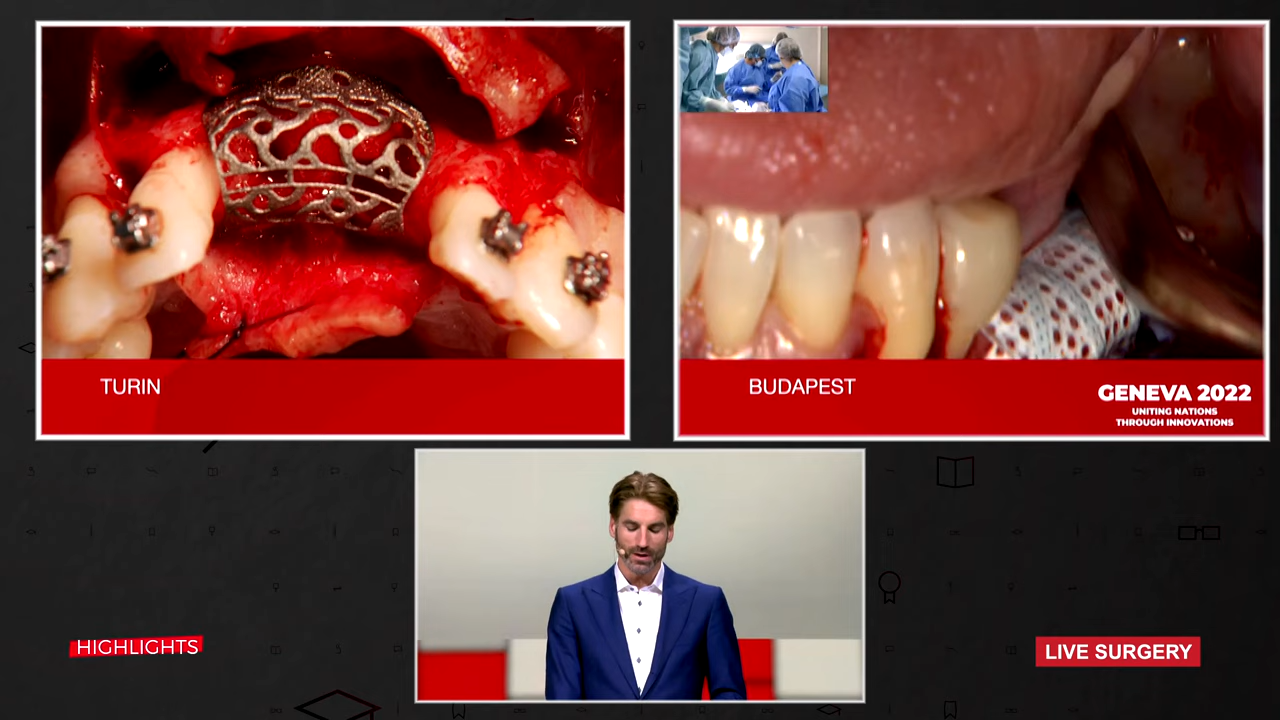 TURIN
BUDAPEST
GENEVA 2022
UNITING NATIONS
THROUGH INNOVATIONS
HIGHLIGHTS
LIVE SURGERY